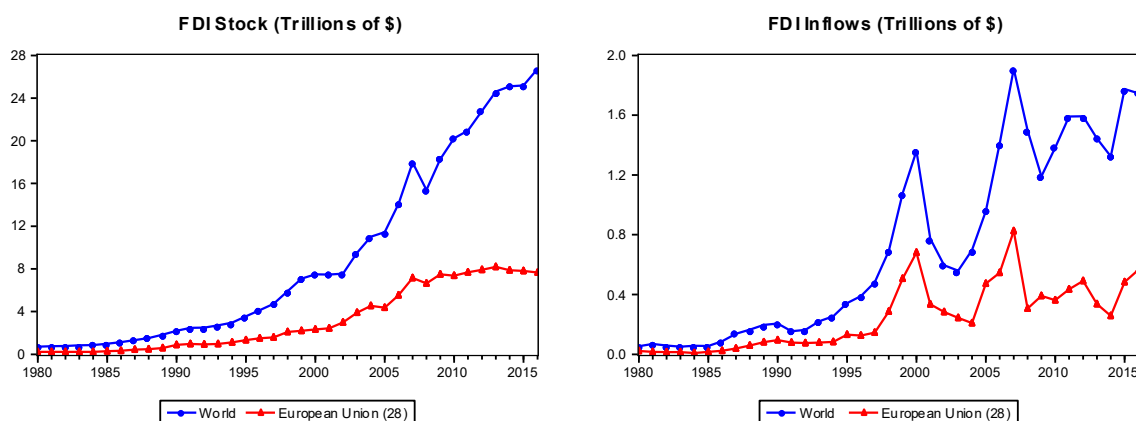 FDI Stock (Trillions of $)
28
24
20
16
12
8
4
0
1980 1985 1990 1995 2000 2005 2010 2015
World European Union (28)
FDI Inflows (Trillions of $)
2.0
1.6
1.2
0.8
0.4
0.0
1980 1985 1990 1995 2000 2005 2010 2015
World European Union (28)